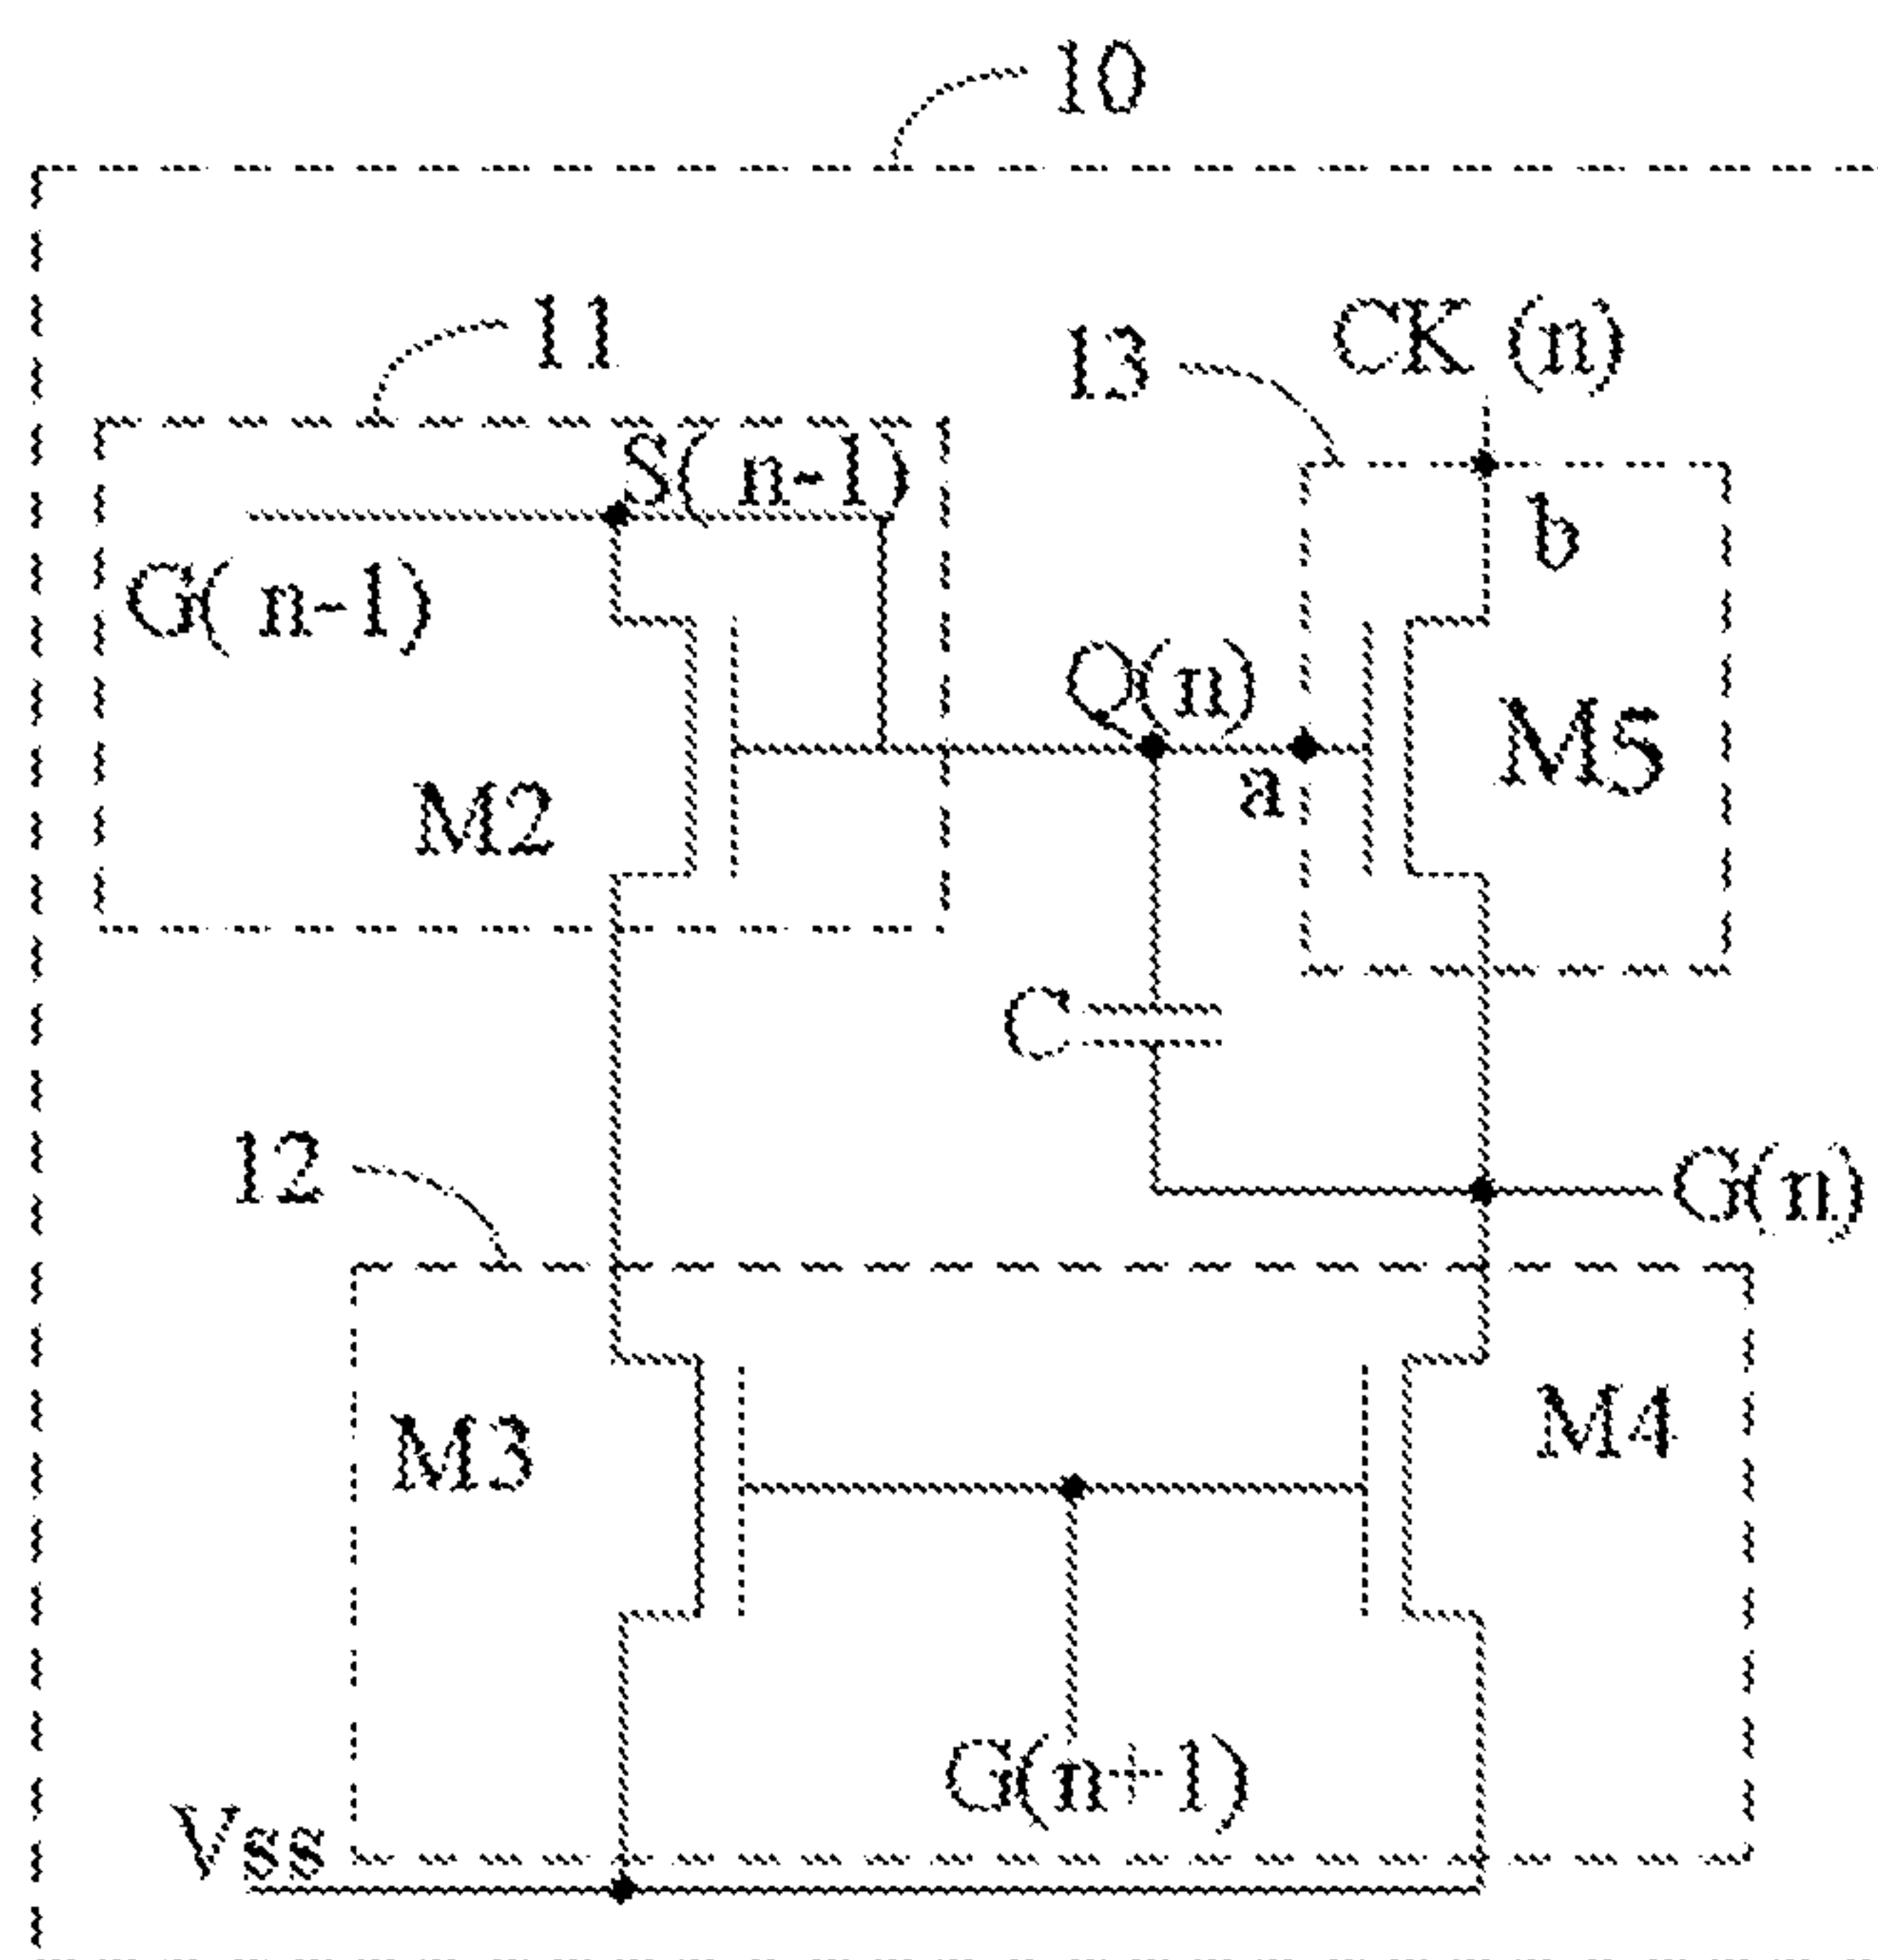 10
11
13
CK (n)
S( n-1)
b
G( n-1)
Q(n)
M5
a
M2
C
12
G(n)
M3
M4
G(n+1)
Vss